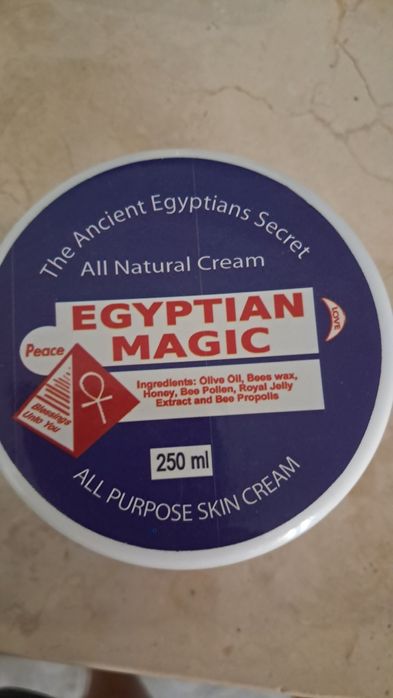 The Ancient Egyptians Secret
All Natural Cream
EGYPTIAN
MAGIC
LOVE
Peace
Blessings
Unto You
Ingredients: Olive Oil, Bees wax,
Honey, Bee Pollen, Royal Jelly
Extract and Bee Propolis
250 ml
ALL PURPOSE SKIN CREAM